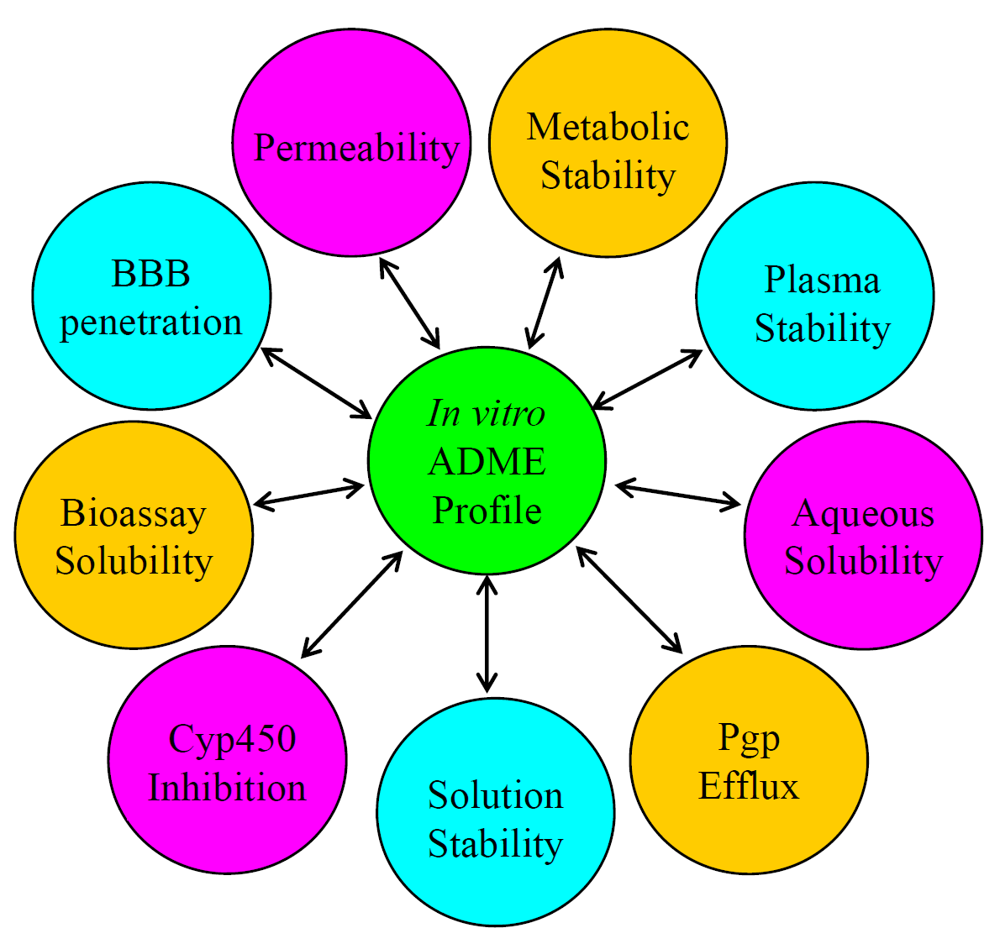 Permeability
Metabolic
Stability
BBB
penetration
Plasma
Stability
In vitro
ADME
Profile
Bioassay
Solubility
Aqueous
Solubility
Cyp450
Inhibition
Pgp
Efflux
Solution
Stability